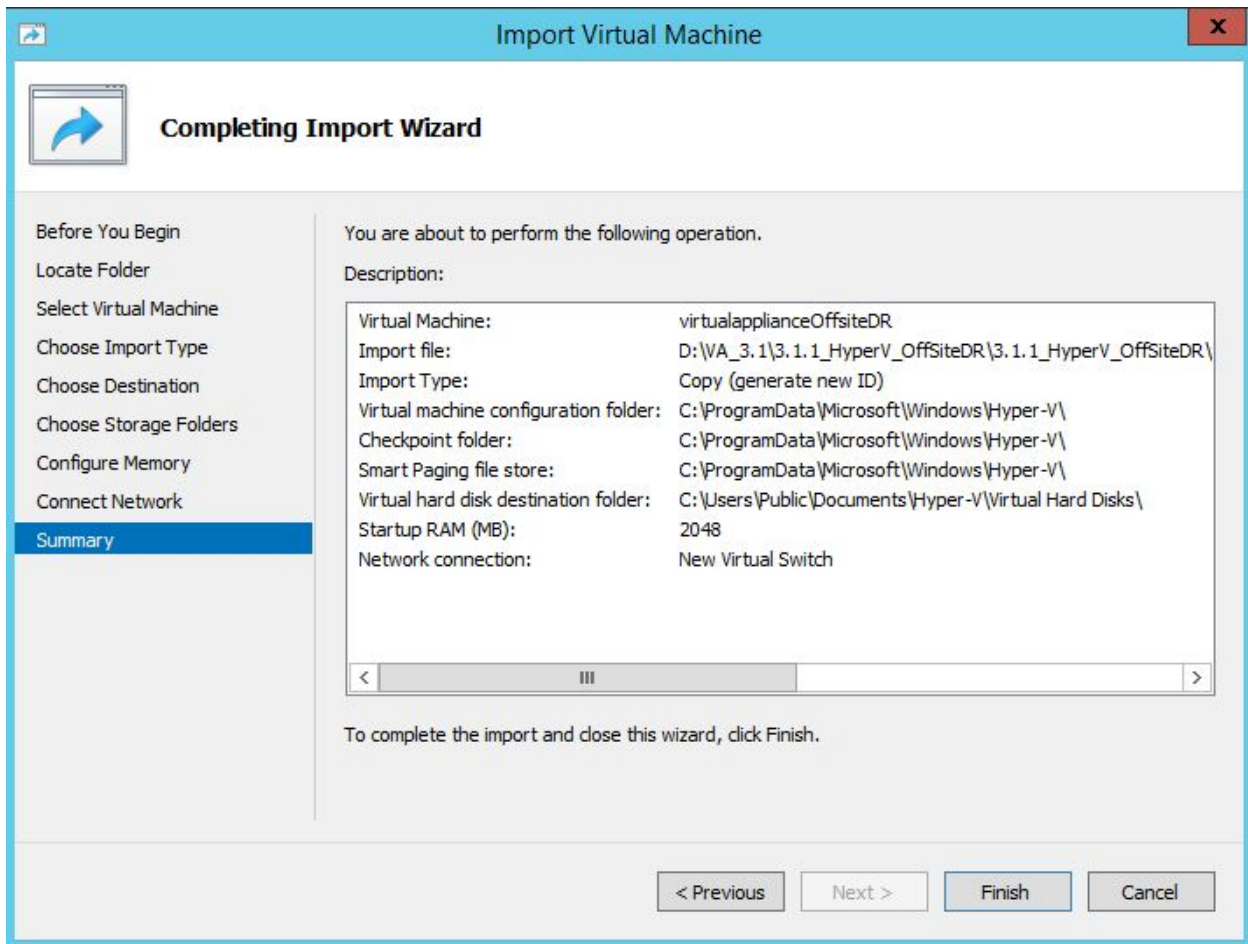 Import Virtual Machine
x
Completing Import Wizard
Before You Begin
Locate Folder
Select Virtual Machine
Choose Import Type
Choose Destination
Choose Storage Folders
Configure Memory
Connect Network
Summary
You are about to perform the following operation.
Description:
Virtual Machine: virtualapplianceOffsiteDR
Import file: D:\VA_3.1\3.1.1_HyperV_OffSiteDR\3.1.1_HyperV_OffSiteDR\
Import Type: Copy (generate new ID)
Virtual machine configuration folder: C:\ProgramData\Microsoft\Windows\Hyper-V\
Checkpoint folder: C:\ProgramData\Microsoft\Windows\Hyper-V\
Smart Paging file store: C:\ProgramData\Microsoft\Windows\Hyper-V\
Virtual hard disk destination folder: C:\Users\Public\Documents\Hyper-V\Virtual Hard Disks\
Startup RAM (MB): 2048
Network connection: New Virtual Switch
To complete the import and close this wizard, click Finish.
< Previous Next > Finish Cancel